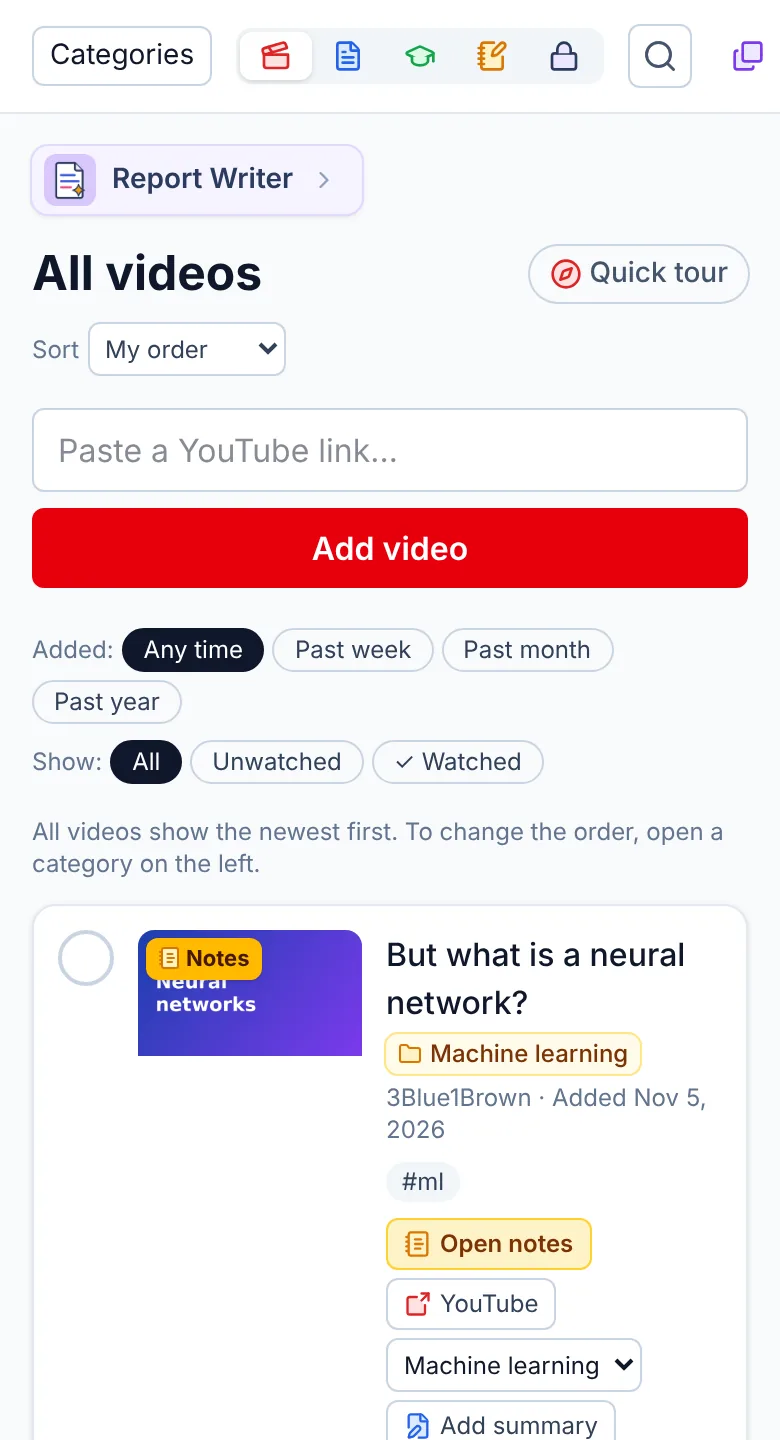 Categories
Report Writer
All videos
Quick tour
Sort My order
Paste a YouTube link...
Add video
Added: Any time Past week Past month
Past year
Show: All Unwatched ✓ Watched
All videos show the newest first. To change the order, open a
category on the left.
Notes
Neural
networks
But what is a neural
network?
Machine learning
3Blue1Brown · Added Nov 5,
2026
#ml
Open notes
YouTube
Machine learning
Add summary